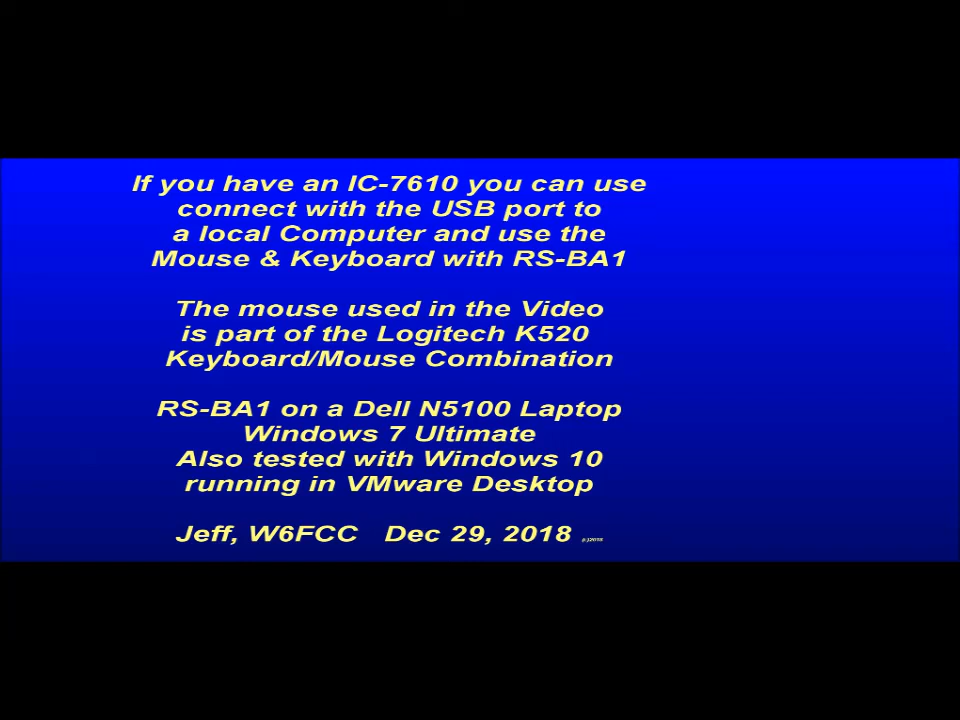 If you have an IC-7610 you can use
connect with the USB port to
a local Computer and use the
Mouse & Keyboard with RS-BA1
The mouse used in the Video
is part of the Logitech K520
Keyboard/Mouse Combination
RS-BA1 on a Dell N5100 Laptop
Windows 7 Ultimate
Also tested with Windows 10
running in VMware Desktop
Jeff, W6FCC Dec 29, 2018